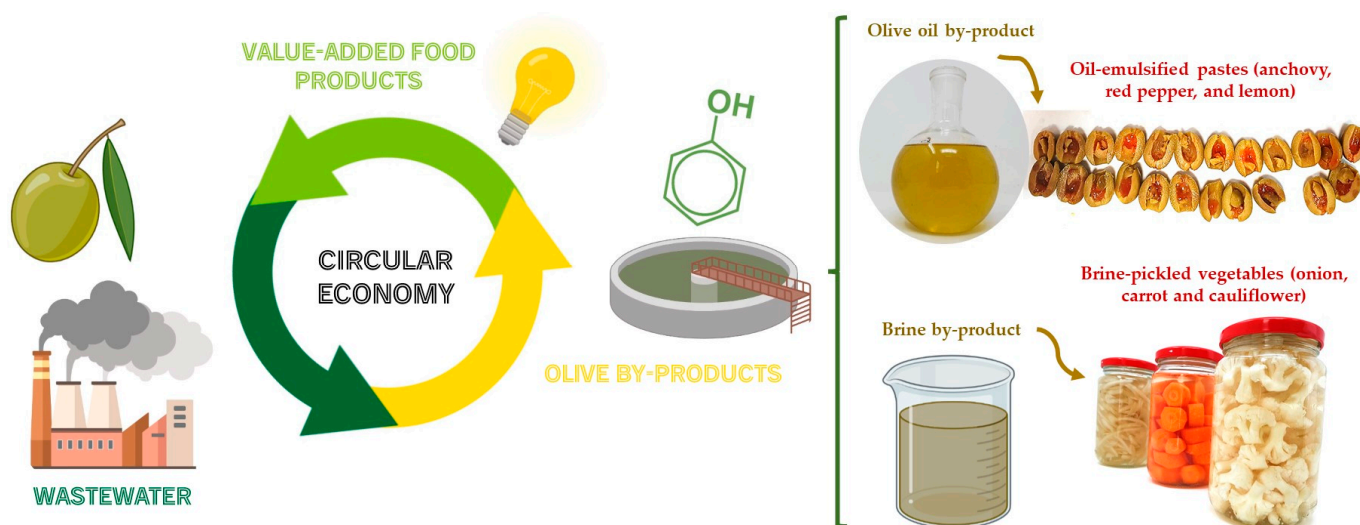 VALUE-ADDED FOOD
PRODUCTS
OH
CIRCULAR
ECONOMY
WASTEWATER
OLIVE BY-PRODUCTS
Olive oil by-product
Oil-emulsified pastes (anchovy,
red pepper, and lemon)
Brine-pickled vegetables (onion,
carrot and cauliflower)
Brine by-product